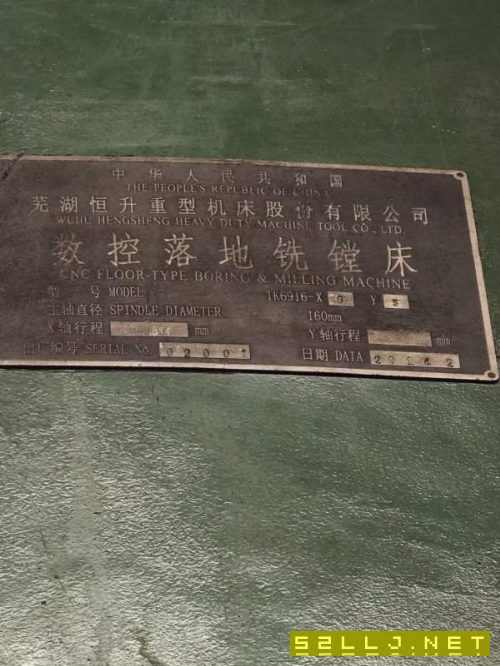 中华人民共和国
THE PEOPLE'S REPUBLIC OF CHINA
芜湖恒升重型机床股份有限公司
WUHU HENGSHENG HEAVY DUTY MACHINE TOOL CO., LTD.
数控落地铣镗床
CNC FLOOR-TYPE BORING & MILLING MACHINE
型 号 MODEL 1K6916-X Y
主轴直径 SPINDLE DIAMETER 160mm
X轴行程 mm Y轴行程 mm
出厂编号 SERIAL No. 02007 日期 DATA
52LLJ.NET